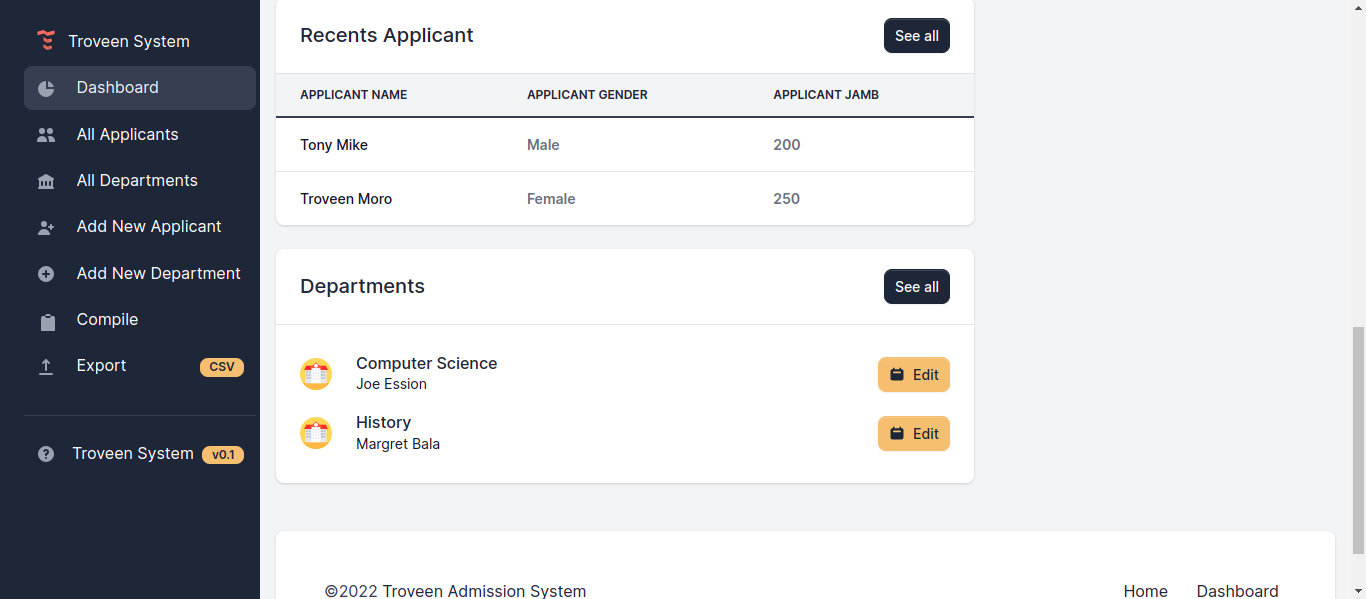 Troveen System
Dashboard
All Applicants
All Departments
Add New Applicant
Add New Department
Compile
Export CSV
Troveen System v0.1
Recents Applicant See all
APPLICANT NAME APPLICANT GENDER APPLICANT JAMB
Tony Mike Male 200
Troveen Moro Female 250
Departments See all
Computer Science
Joe Ession
Edit
History
Margret Bala
Edit
©2022 Troveen Admission System Home Dashboard